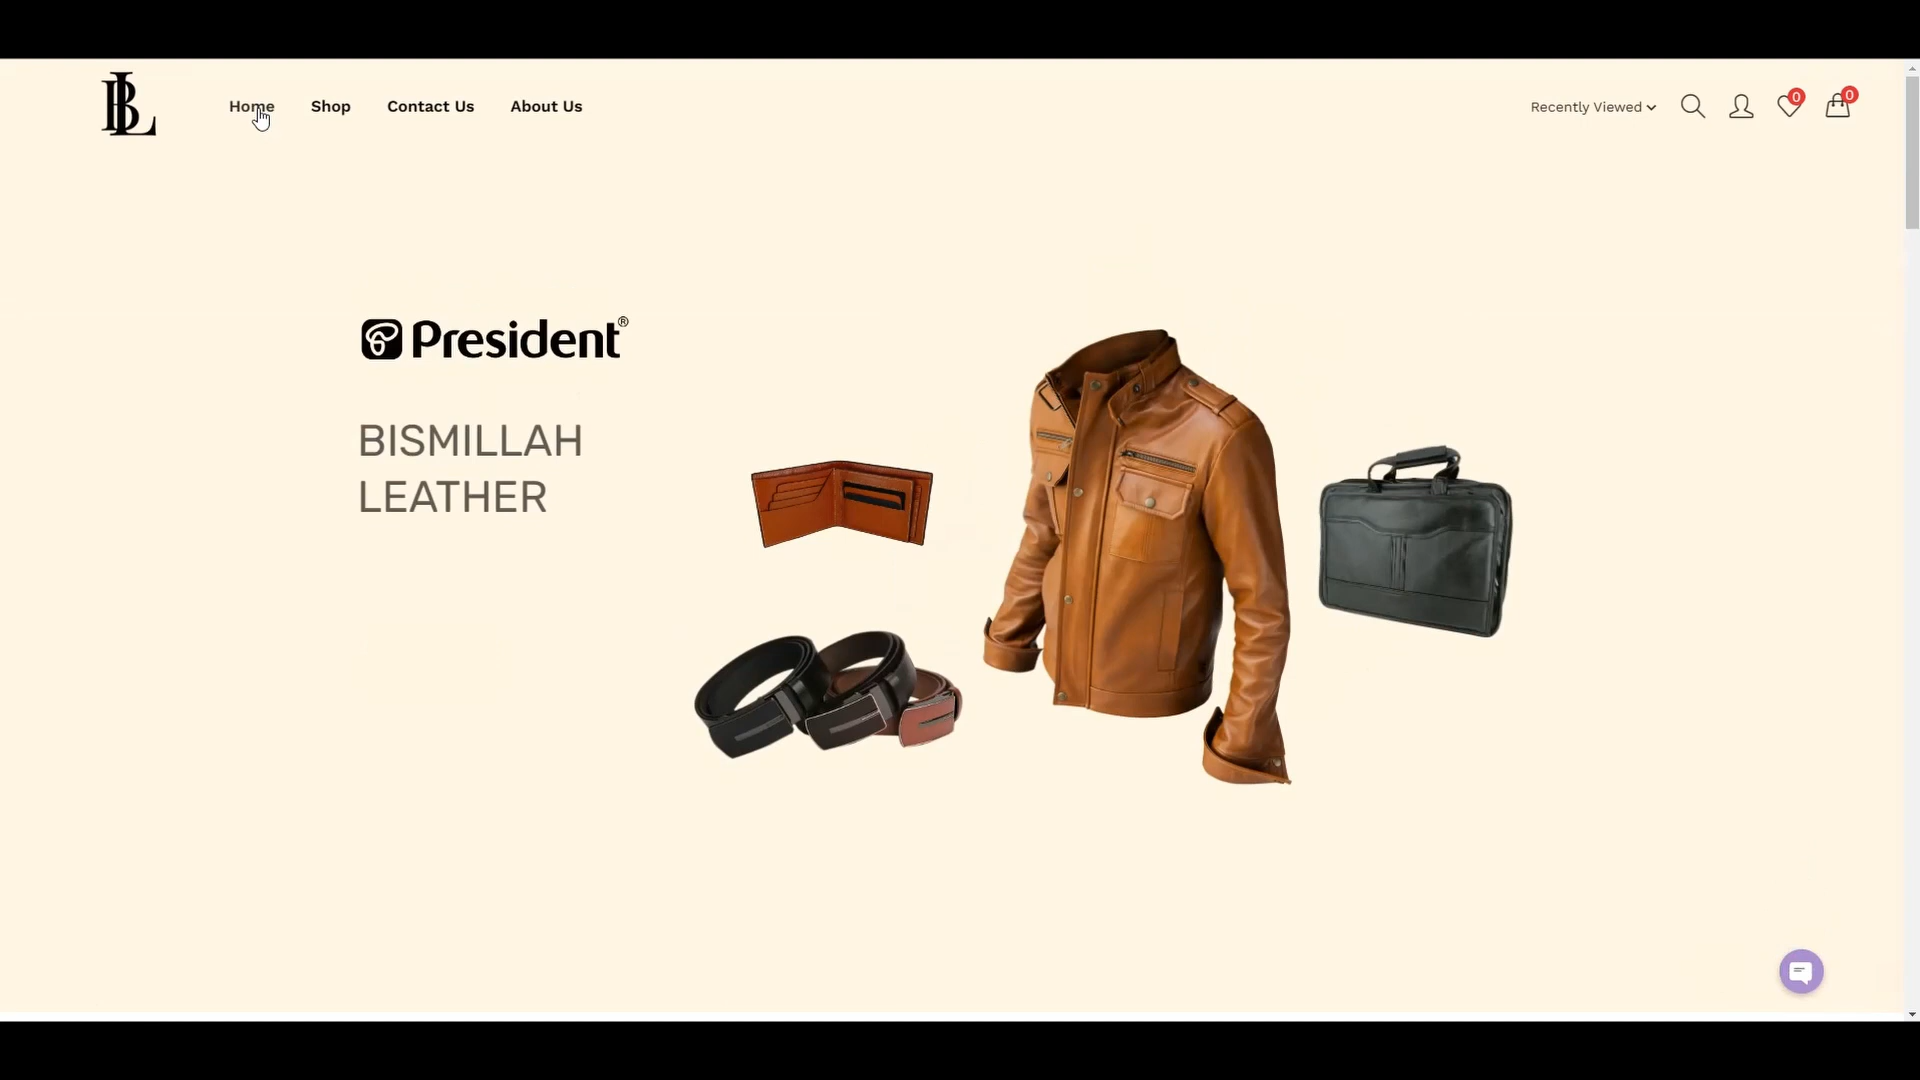 BL
Home Shop Contact Us About Us Recently Viewed 0 0
President®
BISMILLAH
LEATHER